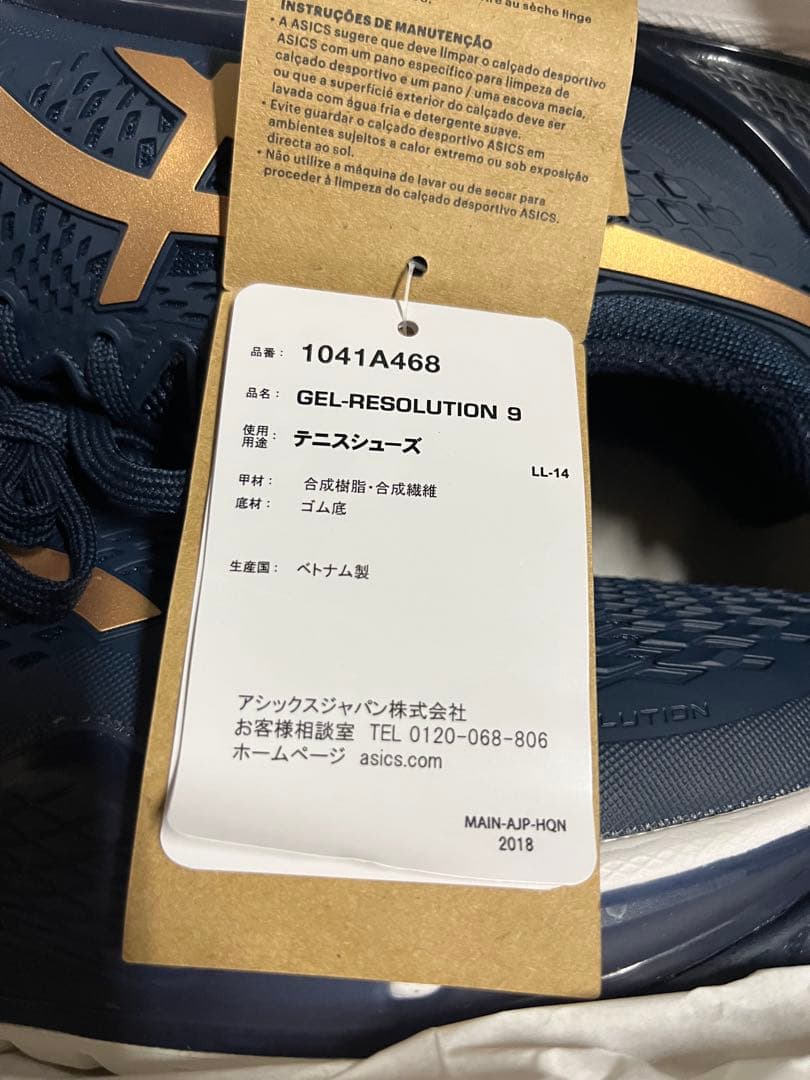 au sèche linge
INSTRUÇÕES DE MANUTENÇÃO
• A ASICS sugere que deve limpar o calçado desportivo
ASICS com um pano específico para limpeza de
calçado desportivo e um pano / uma escova macia,
ou que a superfície exterior do calçado deve ser
lavada com água fria e detergente suave.
• Evite guardar o calçado desportivo ASICS em
ambientes sujeitos a calor extremo ou sob exposição
directa ao sol.
• Não utilize a máquina de lavar ou de secar para
proceder à limpeza do calçado desportivo ASICS.
品番： 1041A468
品名： GEL-RESOLUTION 9
使用用途： テニスシューズ
LL-14
甲材： 合成樹脂・合成繊維
底材： ゴム底
生産国： ベトナム製
アシックスジャパン株式会社
お客様相談室 TEL 0120-068-806
ホームページ asics.com
MAIN-AJP-HQN
2018
LUTION